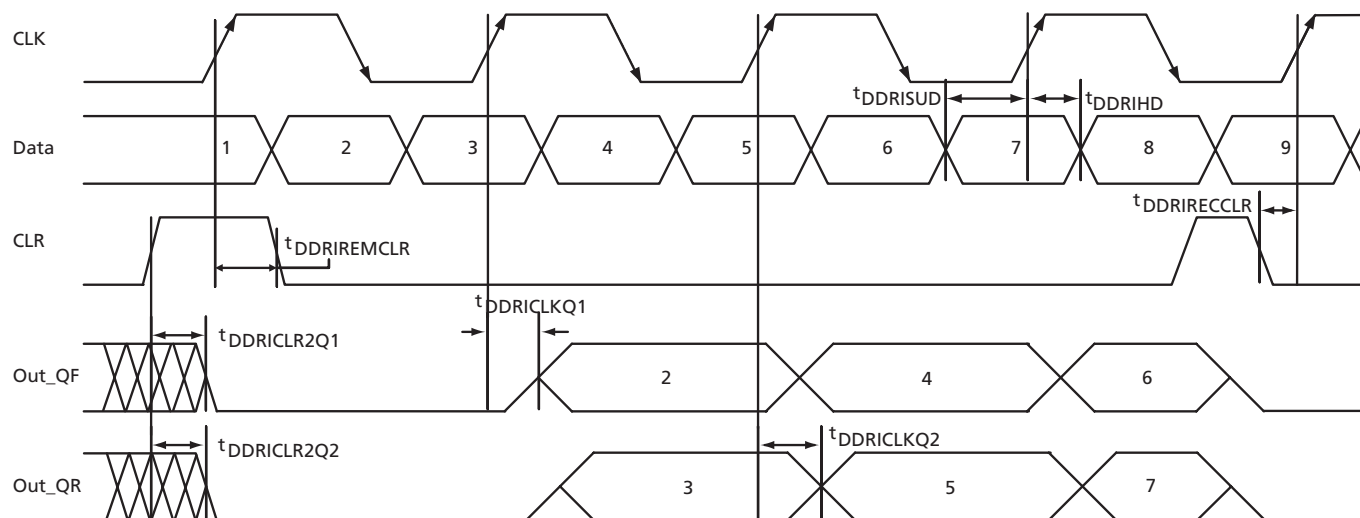 CLK
tDDRISUD tDDRIHD
Data 1 2 3 4 5 6 7 8 9
tDDRIRECCLR
CLR
tDDRIREMCLR
tDDRICLKQ1
tDDRICLR2Q1
Out_QF 2 4 6
tDDRICLR2Q2 tDDRICLKQ2
Out_QR 3 5 7